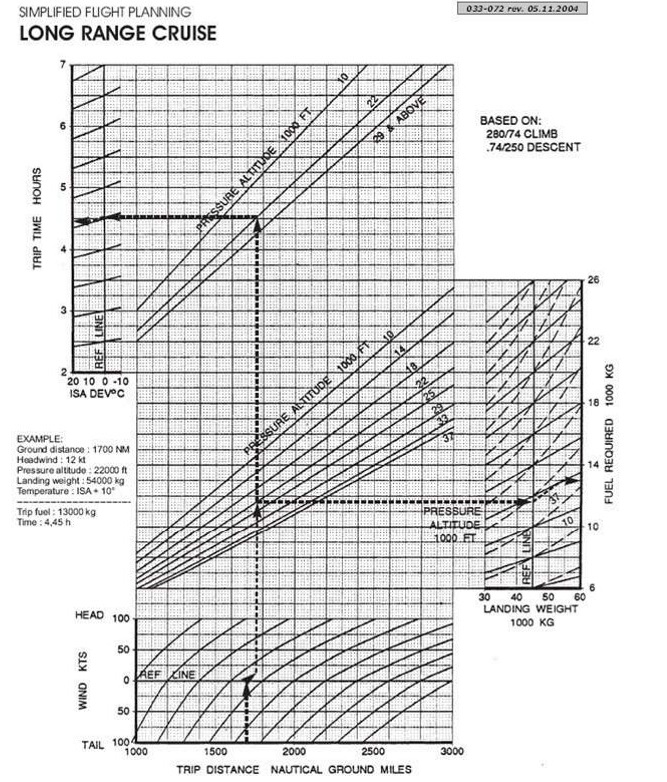 SIMPLIFIED FLIGHT PLANNING
033-072 rev. 05.11.2004
LONG RANGE CRUISE
7
6
5
4
3
2
TRIP TIME HOURS
PRESSURE ALTITUDE 1000 FT
10
22
29 & ABOVE
BASED ON:
280/74 CLIMB
.74/250 DESCENT
REF LINE
20 10 0 -10
ISA DEV°C
PRESSURE ALTITUDE 1000 FT
10
14
18
22
25
29
33
37
26
22
18
14
10
6
FUEL REQUIRED 1000 KG
EXAMPLE:
Ground distance : 1700 NM
Headwind : 12 kt
Pressure altitude : 22000 ft
Landing weight : 54000 kg
Temperature : ISA + 10°
Trip fuel : 13000 kg
Time : 4,45 h
PRESSURE
ALTITUDE
1000 FT
37
10
REF LINE
30 40 50 60
LANDING WEIGHT
1000 KG
HEAD 100
50
0
50
TAIL 100
WIND KTS
REF LINE
1000 1500 2000 2500 3000
TRIP DISTANCE NAUTICAL GROUND MILES